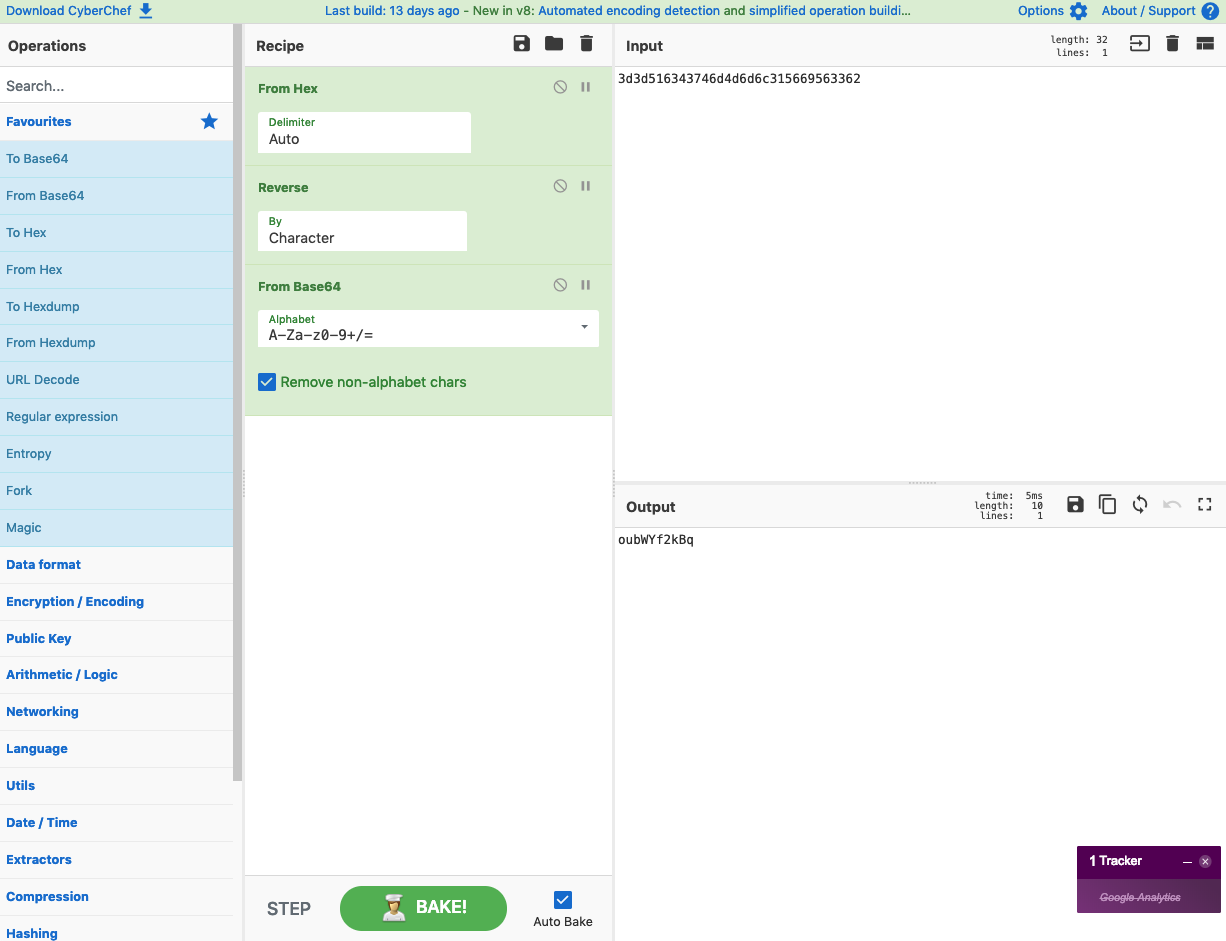 Download CyberChef
Last build: 13 days ago - New in v8: Automated encoding detection and simplified operation buildi...
Options
About / Support
Operations
Search...
Favourites
To Base64
From Base64
To Hex
From Hex
To Hexdump
From Hexdump
URL Decode
Regular expression
Entropy
Fork
Magic
Data format
Encryption / Encoding
Public Key
Arithmetic / Logic
Networking
Language
Utils
Date / Time
Extractors
Compression
Hashing
Recipe
From Hex
Delimiter
Auto
Reverse
By
Character
From Base64
Alphabet
A-Za-z0-9+/=
Remove non-alphabet chars
STEP
BAKE!
Auto Bake
Input
length: 32
lines: 1
3d3d516343746d4d6d6c315669563362
Output
time: 5ms
length: 10
lines: 1
oubWYf2kBq
1 Tracker
Google Analytics